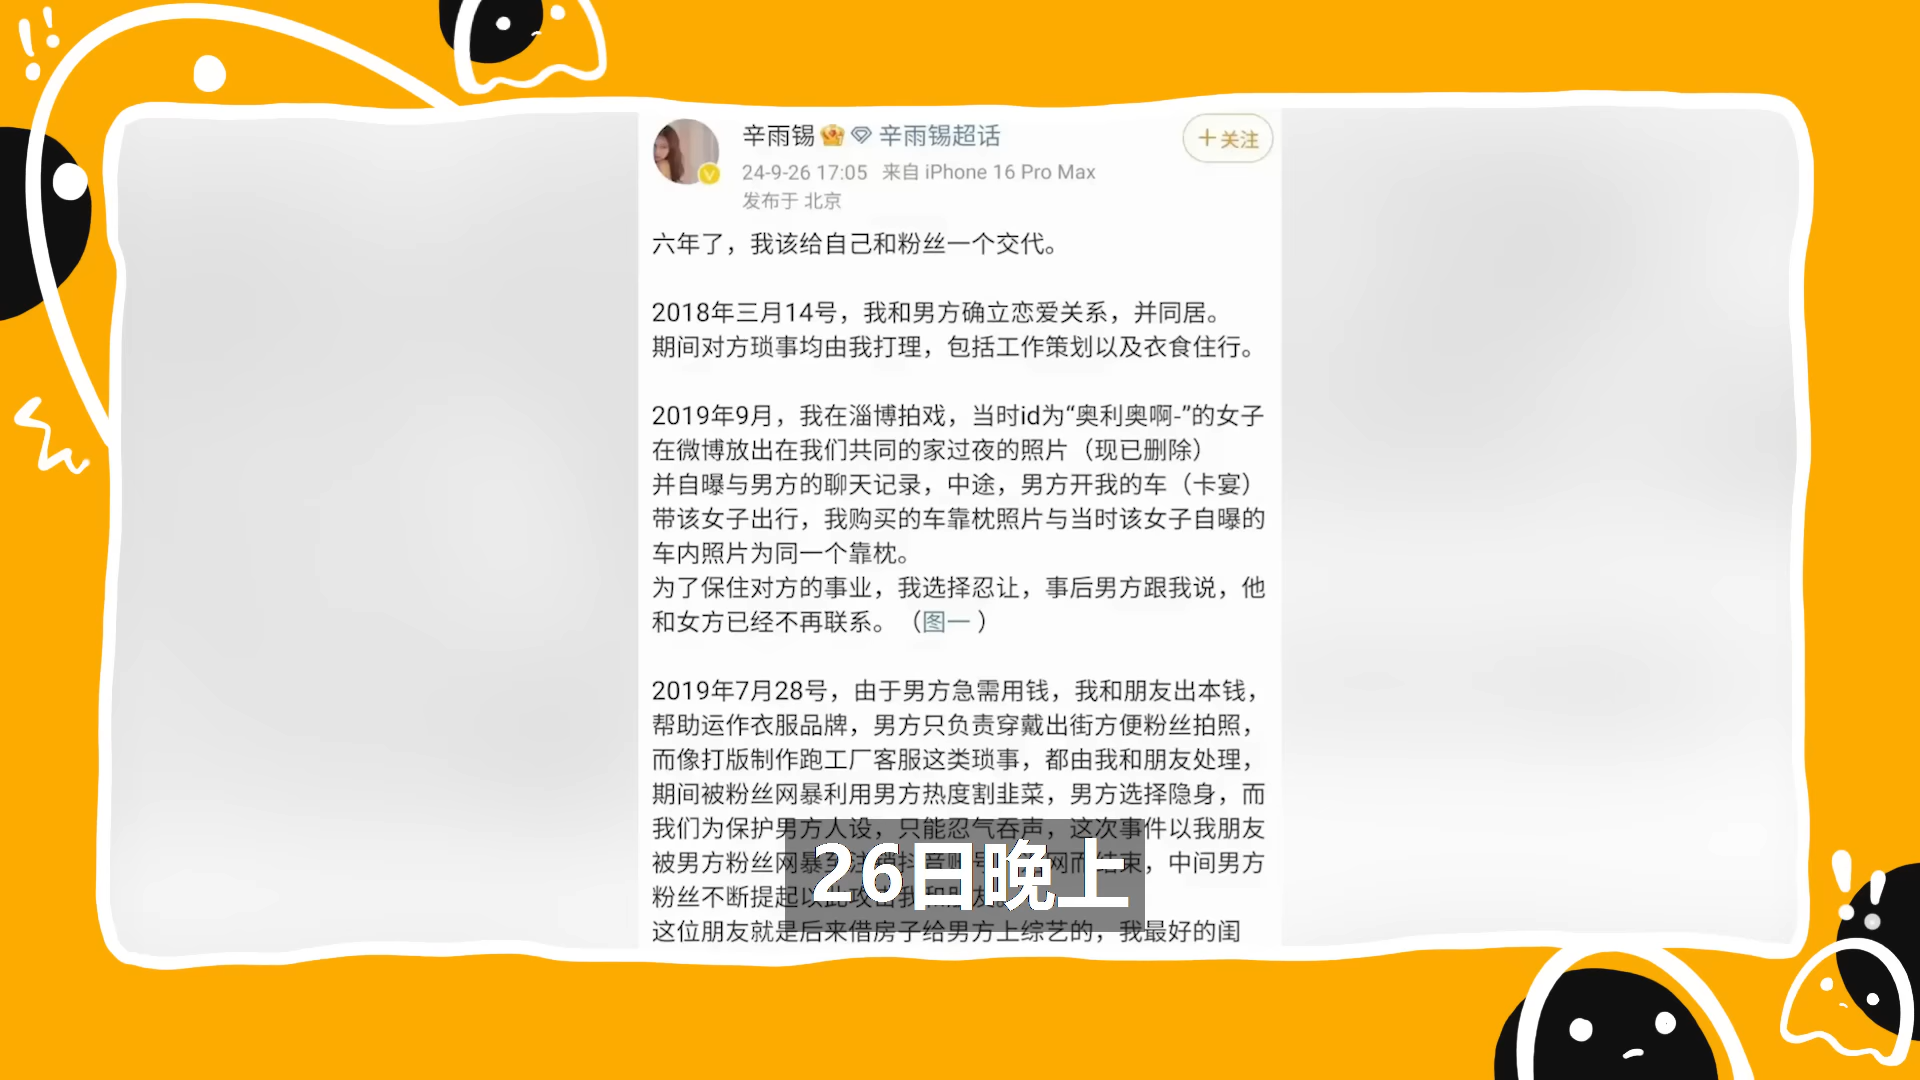 辛雨锡 辛雨锡超话
+关注
24-9-26 17:05 来自 iPhone 16 Pro Max
发布于 北京
六年了，我该给自己和粉丝一个交代。
2018年三月14号，我和男方确立恋爱关系，并同居。
期间对方琐事均由我打理，包括工作策划以及衣食住行。
2019年9月，我在淄博拍戏，当时id为“奥利奥啊-”的女子
在微博放出在我们共同的家过夜的照片（现已删除）
并自曝与男方的聊天记录，中途，男方开我的车（卡宴）
带该女子出行，我购买的车靠枕照片与当时该女子自曝的
车内照片为同一个靠枕。
为了保住对方的事业，我选择忍让，事后男方跟我说，他
和女方已经不再联系。（图一 ）
2019年7月28号，由于男方急需用钱，我和朋友出本钱，
帮助运作衣服品牌，男方只负责穿戴出街方便粉丝拍照，
而像打版制作跑工厂客服这类琐事，都由我和朋友处理，
期间被粉丝网暴利用男方热度割韭菜，男方选择隐身，而
我们为保护男方人设，只能忍气吞声，这次事件以我朋友
被男方粉丝网暴至注销抖音账号 网而结束，中间男方
粉丝不断提起以此攻击我和朋友。
这位朋友就是后来借房子给男方上综艺的，我最好的闺
26日晚上